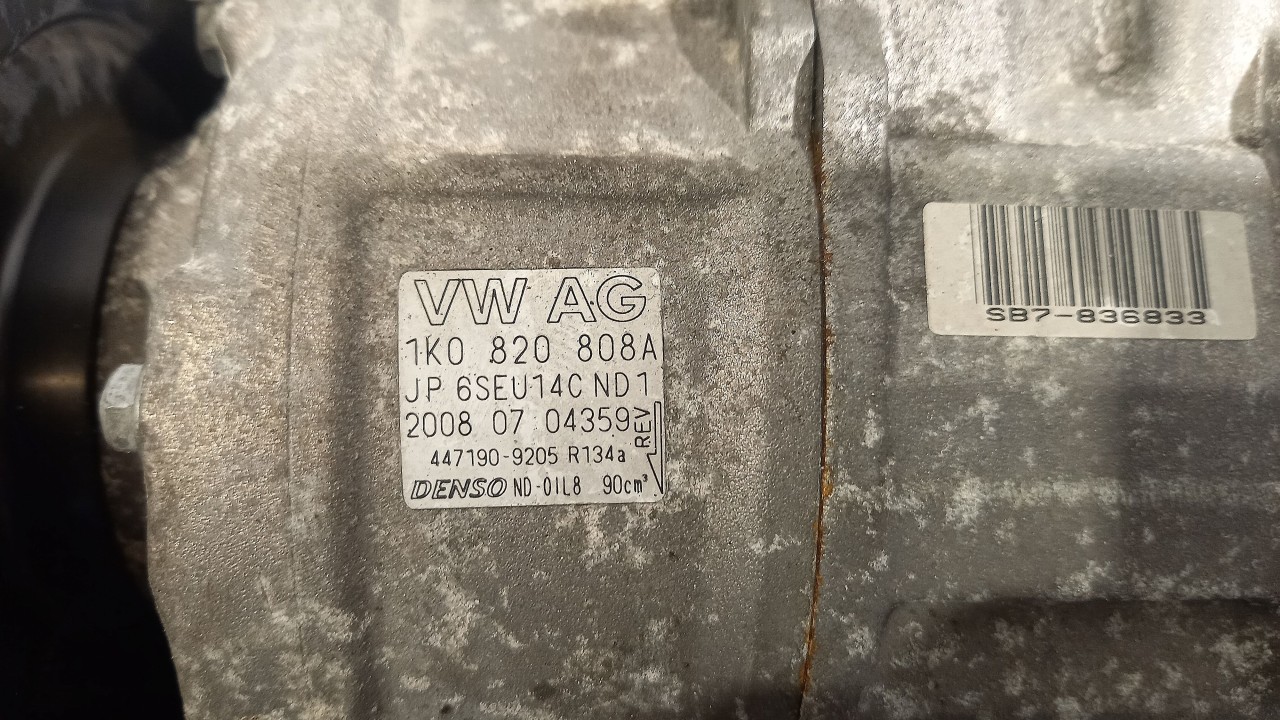 VW AG
1K0 820 808A
JP 6SEU14C ND1
2008 07 04359
REV
447190-9205 R134a
DENSO ND-OIL8 90cm³
SB7-836833